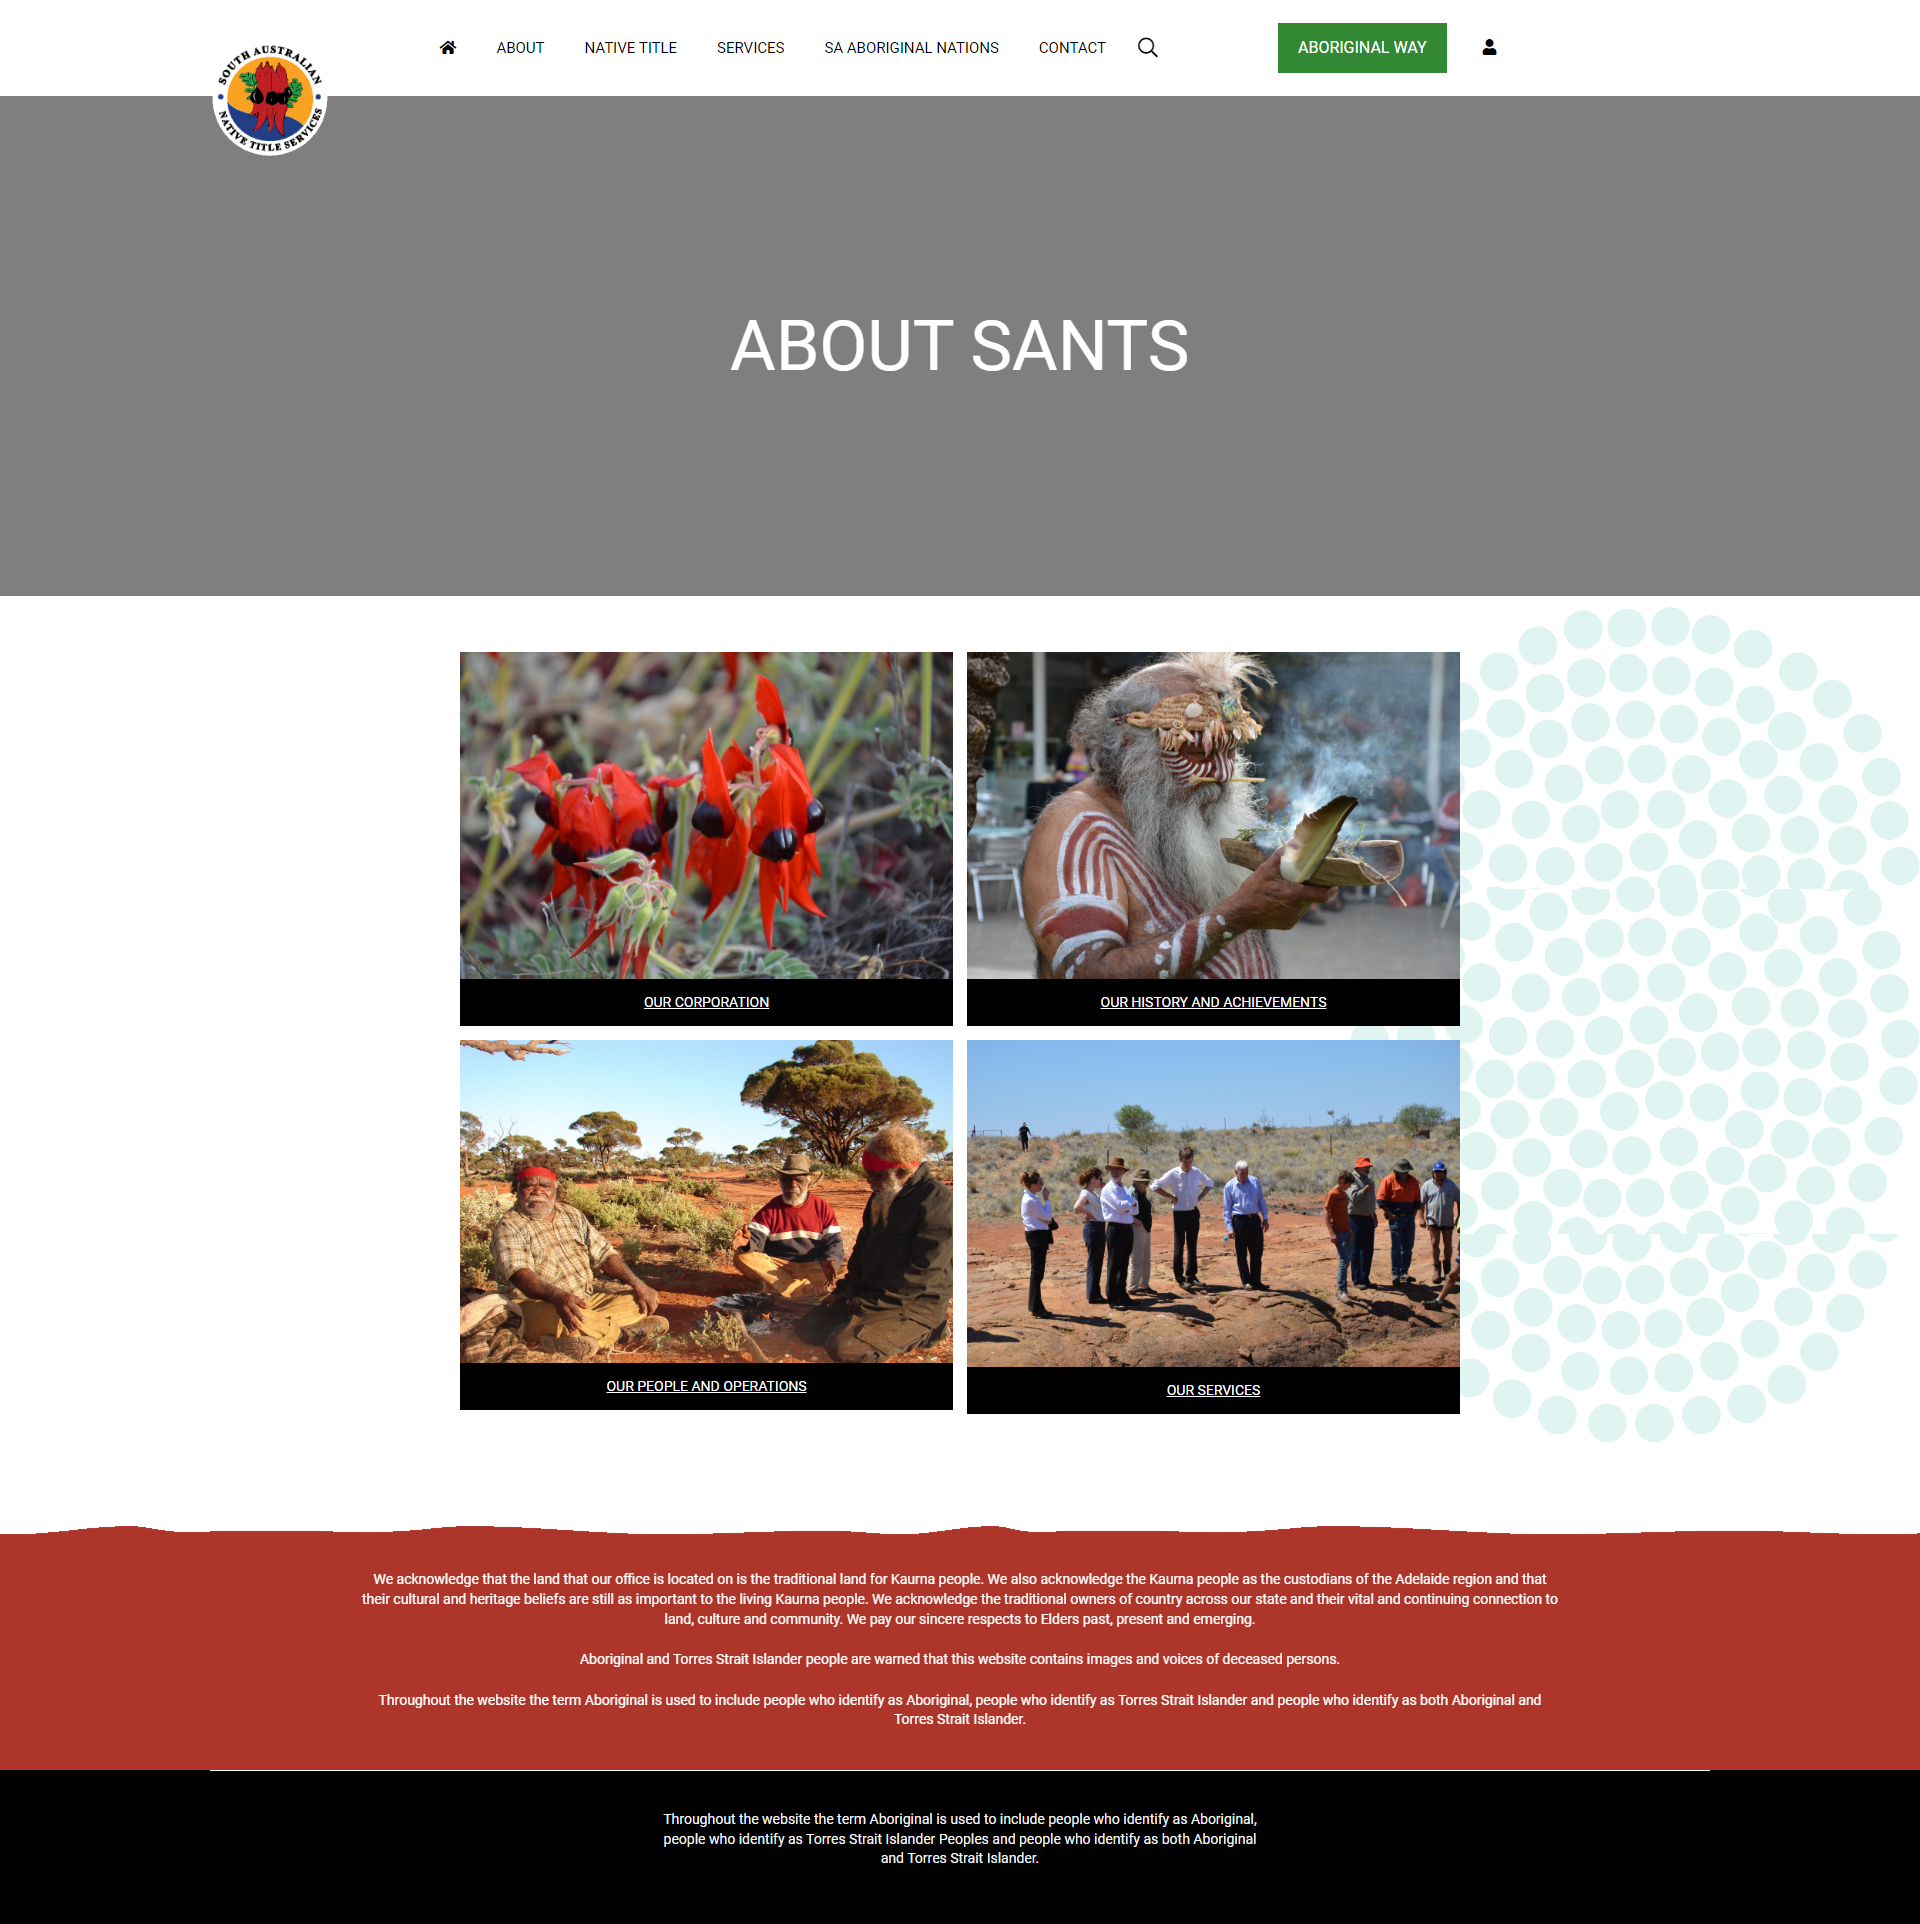 ABOUT
NATIVE TITLE
SERVICES
SA ABORIGINAL NATIONS
CONTACT
ABORIGINAL WAY
SOUTH AUSTRALIAN
NATIVE TITLE SERVICES
ABOUT SANTS
OUR CORPORATION
OUR HISTORY AND ACHIEVEMENTS
OUR PEOPLE AND OPERATIONS
OUR SERVICES
We acknowledge that the land that our office is located on is the traditional land for Kaurna people. We also acknowledge the Kaurna people as the custodians of the Adelaide region and that
their cultural and heritage beliefs are still as important to the living Kaurna people. We acknowledge the traditional owners of country across our state and their vital and continuing connection to
land, culture and community. We pay our sincere respects to Elders past, present and emerging.
Aboriginal and Torres Strait Islander people are warned that this website contains images and voices of deceased persons.
Throughout the website the term Aboriginal is used to include people who identify as Aboriginal, people who identify as Torres Strait Islander and people who identify as both Aboriginal and
Torres Strait Islander.
Throughout the website the term Aboriginal is used to include people who identify as Aboriginal,
people who identify as Torres Strait Islander Peoples and people who identify as both Aboriginal
and Torres Strait Islander.